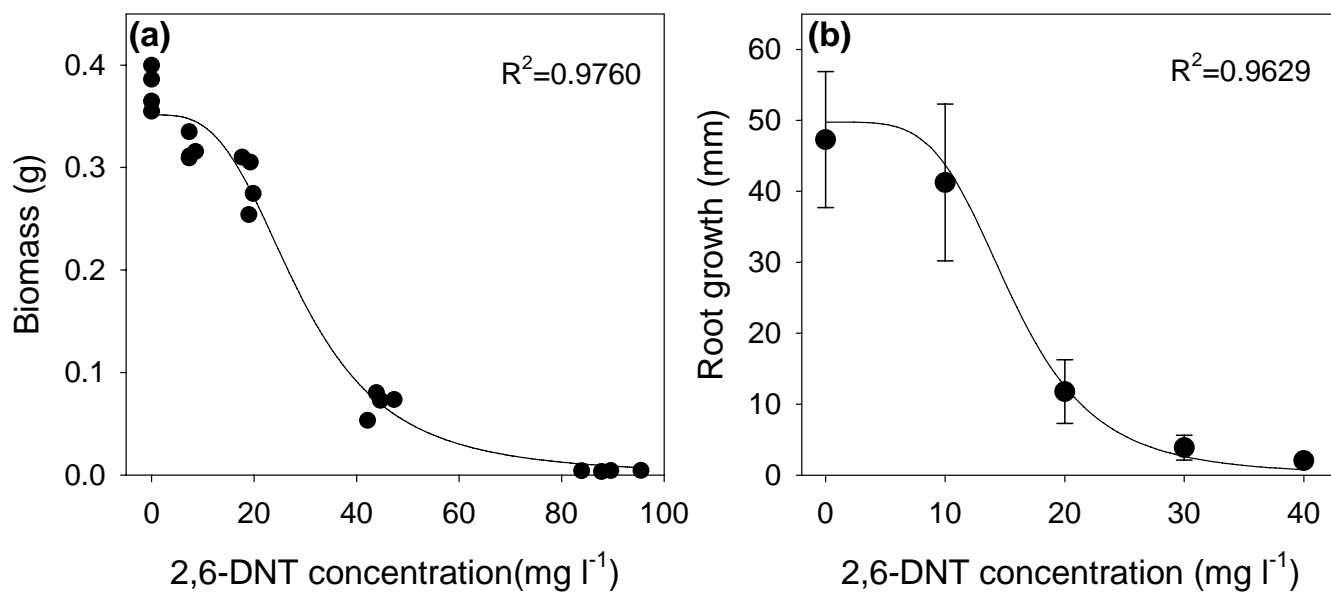 (a)
R²=0.9760
Biomass (g)
0.4
0.3
0.2
0.1
0.0
0 20 40 60 80 100
2,6-DNT concentration(mg l⁻¹)
(b)
R²=0.9629
Root growth (mm)
60
50
40
30
20
10
0
0 10 20 30 40
2,6-DNT concentration (mg l⁻¹)